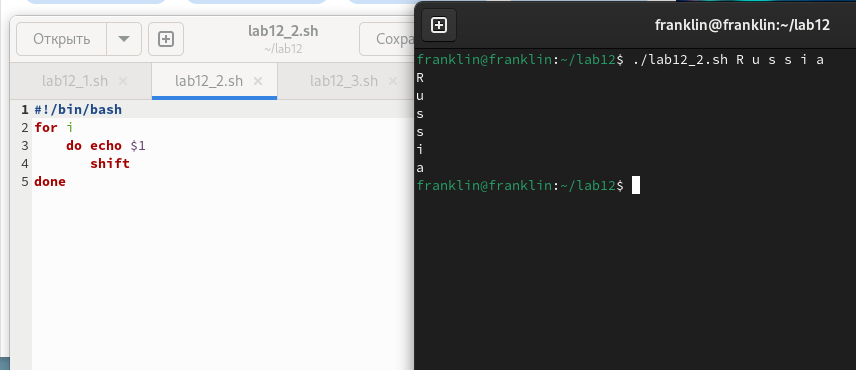 Открыть
lab12_2.sh
~/lab12
Сохра
lab12_1.sh
lab12_2.sh
lab12_3.sh
1 #!/bin/bash
2 for i
3     do echo $1
4        shift
5 done
franklin@franklin:~/lab12
franklin@franklin:~/lab12$ ./lab12_2.sh R u s s i a
R
u
s
s
i
a
franklin@franklin:~/lab12$